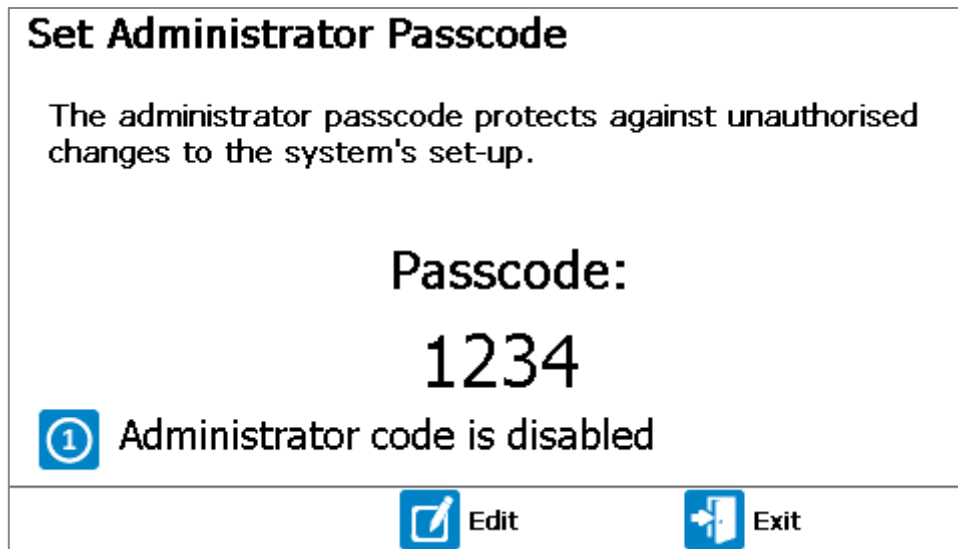 Set Administrator Passcode
The administrator passcode protects against unauthorised
changes to the system's set-up.
Passcode:
1234
1 Administrator code is disabled
Edit Exit